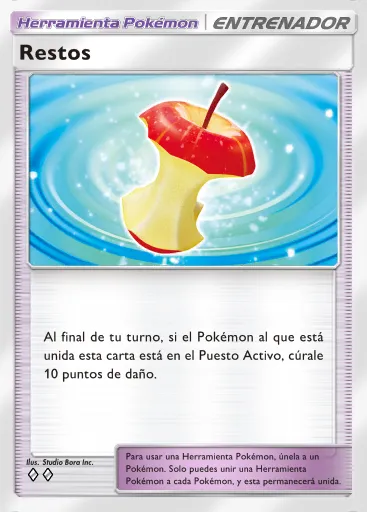 Herramienta Pokémon ENTRENADOR
Restos
Al final de tu turno, si el Pokémon al que está
unida esta carta está en el Puesto Activo, cúrale
10 puntos de daño.
Ilus. Studio Bora Inc.
Para usar una Herramienta Pokémon, únela a un
Pokémon. Solo puedes unir una Herramienta
Pokémon a cada Pokémon, y esta permanecerá unida.